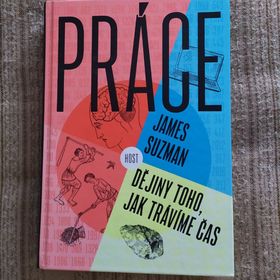 PRÁCE
JAMES
SUZMAN
HOST
DĚJINY TOHO,
JAK TRÁVÍME ČAS